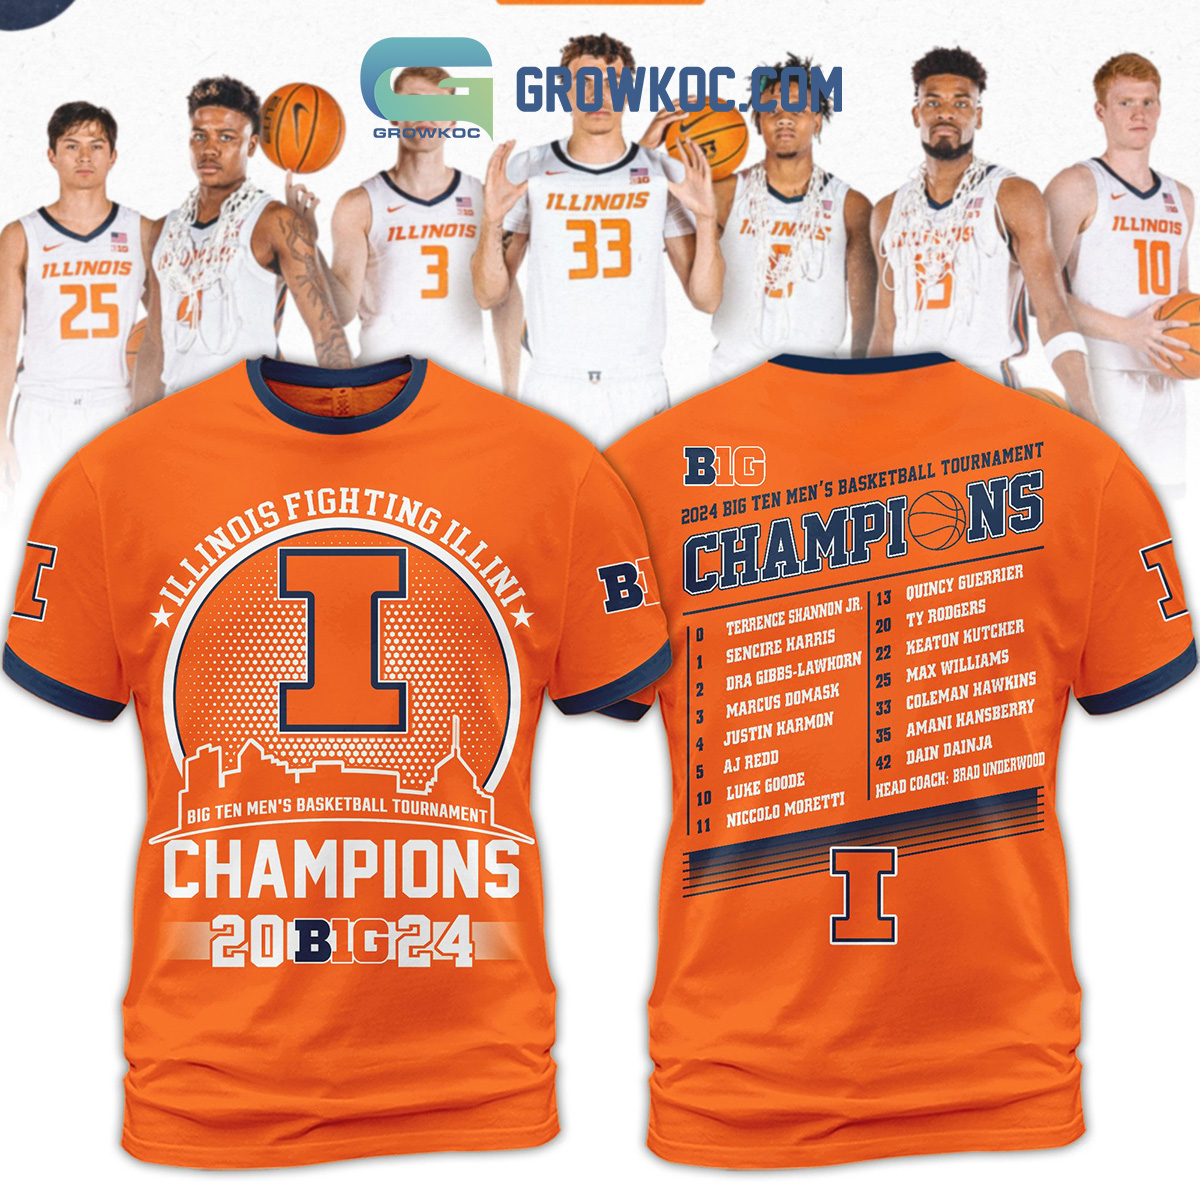 GROWKOC
GROWKOC.COM
ILLINOIS
25
ILLINOIS
3
ILLINOIS
33
ILLINOIS
10
ILLINOIS FIGHTING ILLINI
I
BIG TEN MEN'S BASKETBALL TOURNAMENT
CHAMPIONS
20 B1G 24
I
B1G
B1G
2024 BIG TEN MEN'S BASKETBALL TOURNAMENT
CHAMPIONS
0 TERRENCE SHANNON JR.
1 SENCIRE HARRIS
2 DRA GIBBS-LAWHORN
3 MARCUS DOMASK
4 JUSTIN HARMON
5 AJ REDD
10 LUKE GOODE
11 NICCOLO MORETTI
13 QUINCY GUERRIER
20 TY RODGERS
22 KEATON KUTCHER
25 MAX WILLIAMS
33 COLEMAN HAWKINS
35 AMANI HANSBERRY
42 DAIN DAINJA
HEAD COACH: BRAD UNDERWOOD
I
I